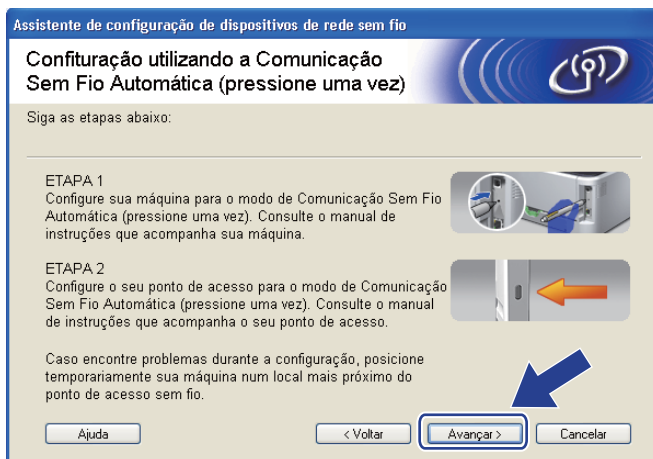 Assistente de configuração de dispositivos de rede sem fio
Confituração utilizando a Comunicação
Sem Fio Automática (pressione uma vez)
Siga as etapas abaixo:
ETAPA 1
Configure sua máquina para o modo de Comunicação Sem Fio
Automática (pressione uma vez). Consulte o manual de
instruções que acompanha sua máquina.
ETAPA 2
Configure o seu ponto de acesso para o modo de Comunicação
Sem Fio Automática (pressione uma vez). Consulte o manual
de instruções que acompanha o seu ponto de acesso.
Caso encontre problemas durante a configuração, posicione
temporariamente sua máquina num local mais próximo do
ponto de acesso sem fio.
Ajuda < Voltar Avançar > Cancelar